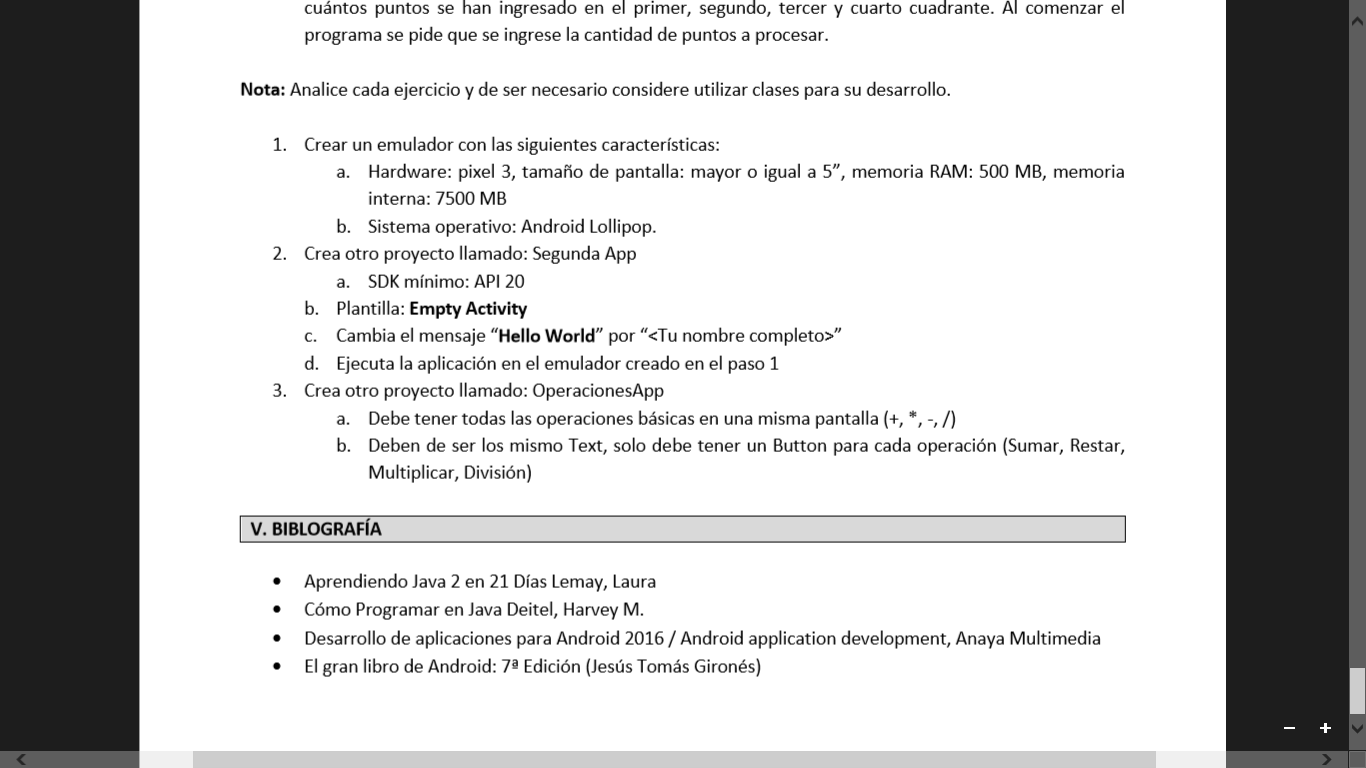 cuántos puntos se han ingresado en el primer, segundo, tercer y cuarto cuadrante. Al comenzar el
programa se pide que se ingrese la cantidad de puntos a procesar.
Nota: Analice cada ejercicio y de ser necesario considere utilizar clases para su desarrollo.
1. Crear un emulador con las siguientes características:
a. Hardware: pixel 3, tamaño de pantalla: mayor o igual a 5”, memoria RAM: 500 MB, memoria
interna: 7500 MB
b. Sistema operativo: Android Lollipop.
2. Crea otro proyecto llamado: Segunda App
a. SDK mínimo: API 20
b. Plantilla: Empty Activity
c. Cambia el mensaje “Hello World” por “<Tu nombre completo>”
d. Ejecuta la aplicación en el emulador creado en el paso 1
3. Crea otro proyecto llamado: OperacionesApp
a. Debe tener todas las operaciones básicas en una misma pantalla (+, *, -, /)
b. Deben de ser los mismo Text, solo debe tener un Button para cada operación (Sumar, Restar,
Multiplicar, División)
V. BIBLOGRAFÍA
• Aprendiendo Java 2 en 21 Días Lemay, Laura
• Cómo Programar en Java Deitel, Harvey M.
• Desarrollo de aplicaciones para Android 2016 / Android application development, Anaya Multimedia
• El gran libro de Android: 7ª Edición (Jesús Tomás Gironés)